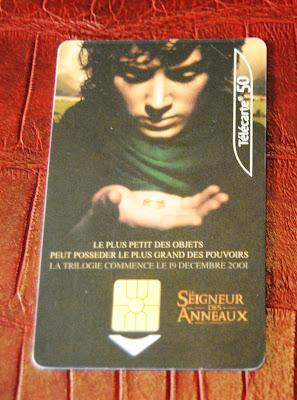 Télécarte® 50
LE PLUS PETIT DES OBJETS
PEUT POSSEDER LE PLUS GRAND DES POUVOIRS
LA TRILOGIE COMMENCE LE 19 DECEMBRE 2001
LE
SEIGNEUR
DES
ANNEAUX